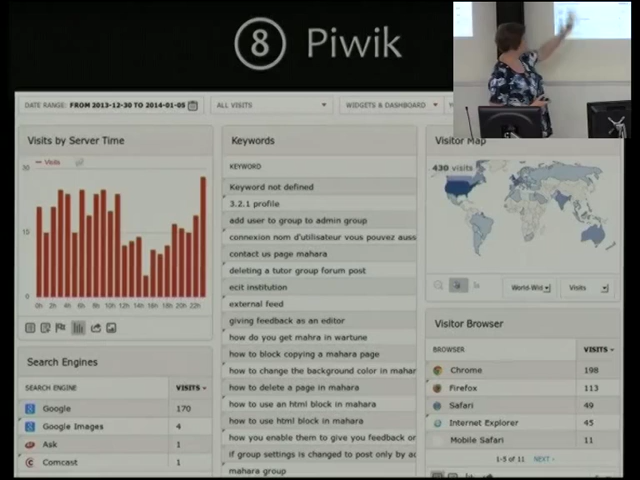 8 Piwik
DATE RANGE: FROM 2013-12-30 TO 2014-01-05
ALL VISITS
WIDGETS & DASHBOARD
Visits by Server Time
Visits
30
15
0
0h 2h 4h 6h 8h 10h 12h 14h 16h 18h 20h 22h
Search Engines
SEARCH ENGINE VISITS
Google 170
Google Images 4
Ask 1
Comcast 1
Keywords
KEYWORD
Keyword not defined
3.2.1 profile
add user to group to admin group
connexion nom d'utilisateur vous pouvez auss
contact us page mahara
deleting a tutor group forum post
ecit institution
external feed
giving feedback as an editor
how do you get mahra in wartune
how to block copying a mahara page
how to change the background color in mahar
how to delete a page in mahara
how to use an html block in mahara
how to use html block in mahara
how you enable them to give you feedback or
if group settings is changed to post only by ad
mahara group
Visitor Map
430 visits
World-Wid
Visits
Visitor Browser
BROWSER VISITS
Chrome 198
Firefox 113
Safari 49
Internet Explorer 45
Mobile Safari 11
1-5 of 11 NEXT ›